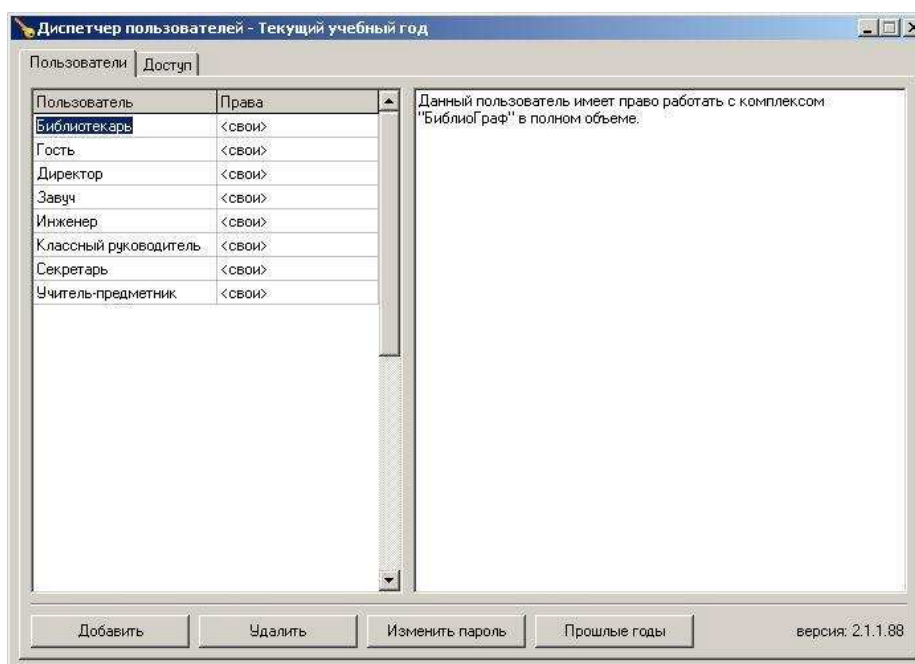 Диспетчер пользователей - Текущий учебный год
Пользователи Доступ
Пользователь Права
Библиотекарь <свои>
Гость <свои>
Директор <свои>
Завуч <свои>
Инженер <свои>
Классный руководитель <свои>
Секретарь <свои>
Учитель-предметник <свои>
Данный пользователь имеет право работать с комплексом
"БиблиоГраф" в полном объеме.
Добавить Удалить Изменить пароль Прошлые годы версия: 2.1.1.88